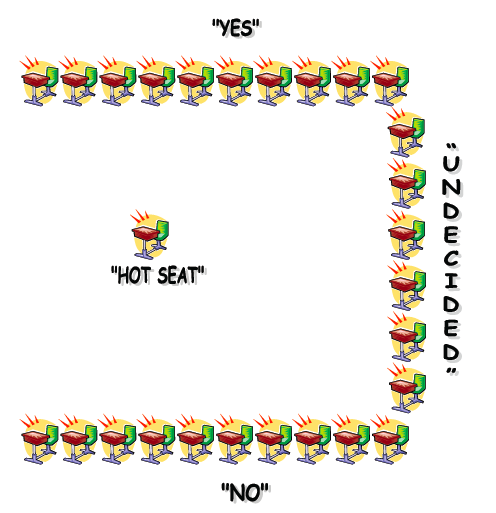 "YES"
"UNDECIDED"
"HOT SEAT"
"NO"